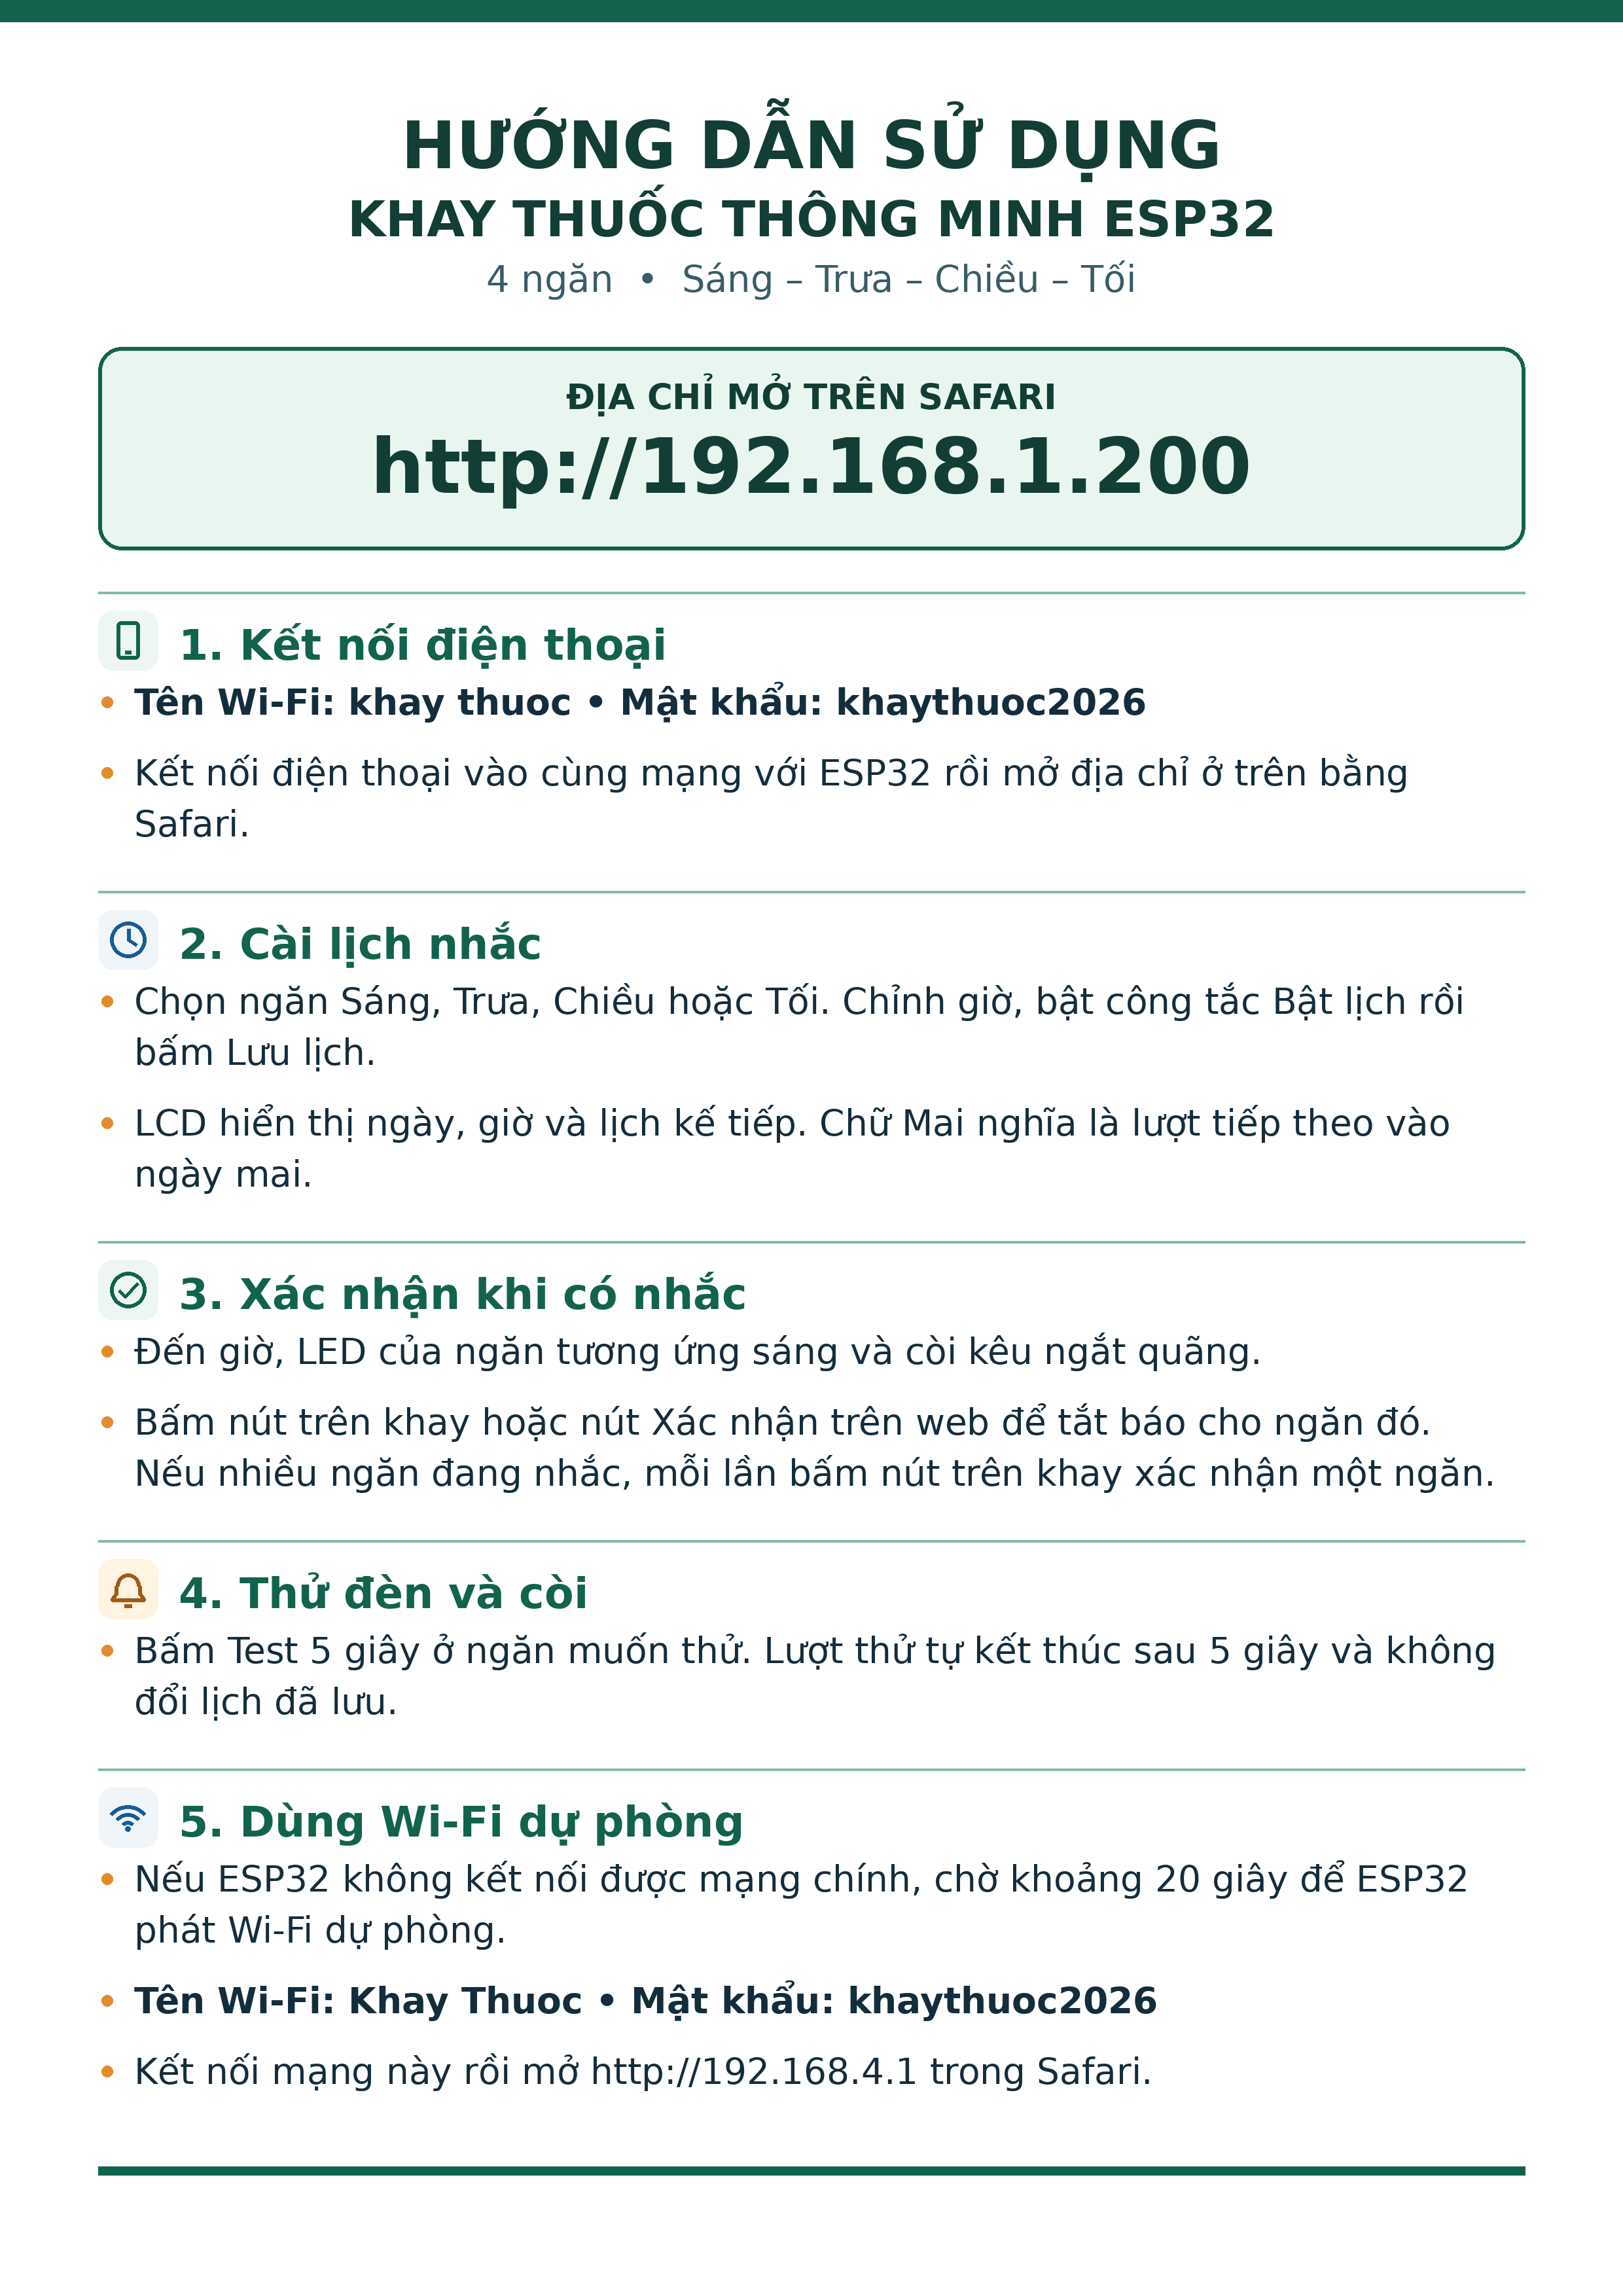 HƯỚNG DẪN SỬ DỤNG
KHAY THUỐC THÔNG MINH ESP32
4 ngăn • Sáng – Trưa – Chiều – Tối
ĐỊA CHỈ MỞ TRÊN SAFARI
http://192.168.1.200
1. Kết nối điện thoại
• Tên Wi-Fi: khay thuoc • Mật khẩu: khaythuoc2026
• Kết nối điện thoại vào cùng mạng với ESP32 rồi mở địa chỉ ở trên bằng
Safari.
2. Cài lịch nhắc
• Chọn ngăn Sáng, Trưa, Chiều hoặc Tối. Chỉnh giờ, bật công tắc Bật lịch rồi
bấm Lưu lịch.
• LCD hiển thị ngày, giờ và lịch kế tiếp. Chữ Mai nghĩa là lượt tiếp theo vào
ngày mai.
3. Xác nhận khi có nhắc
• Đến giờ, LED của ngăn tương ứng sáng và còi kêu ngắt quãng.
• Bấm nút trên khay hoặc nút Xác nhận trên web để tắt báo cho ngăn đó.
Nếu nhiều ngăn đang nhắc, mỗi lần bấm nút trên khay xác nhận một ngăn.
4. Thử đèn và còi
• Bấm Test 5 giây ở ngăn muốn thử. Lượt thử tự kết thúc sau 5 giây và không
đổi lịch đã lưu.
5. Dùng Wi-Fi dự phòng
• Nếu ESP32 không kết nối được mạng chính, chờ khoảng 20 giây để ESP32
phát Wi-Fi dự phòng.
• Tên Wi-Fi: Khay Thuoc • Mật khẩu: khaythuoc2026
• Kết nối mạng này rồi mở http://192.168.4.1 trong Safari.